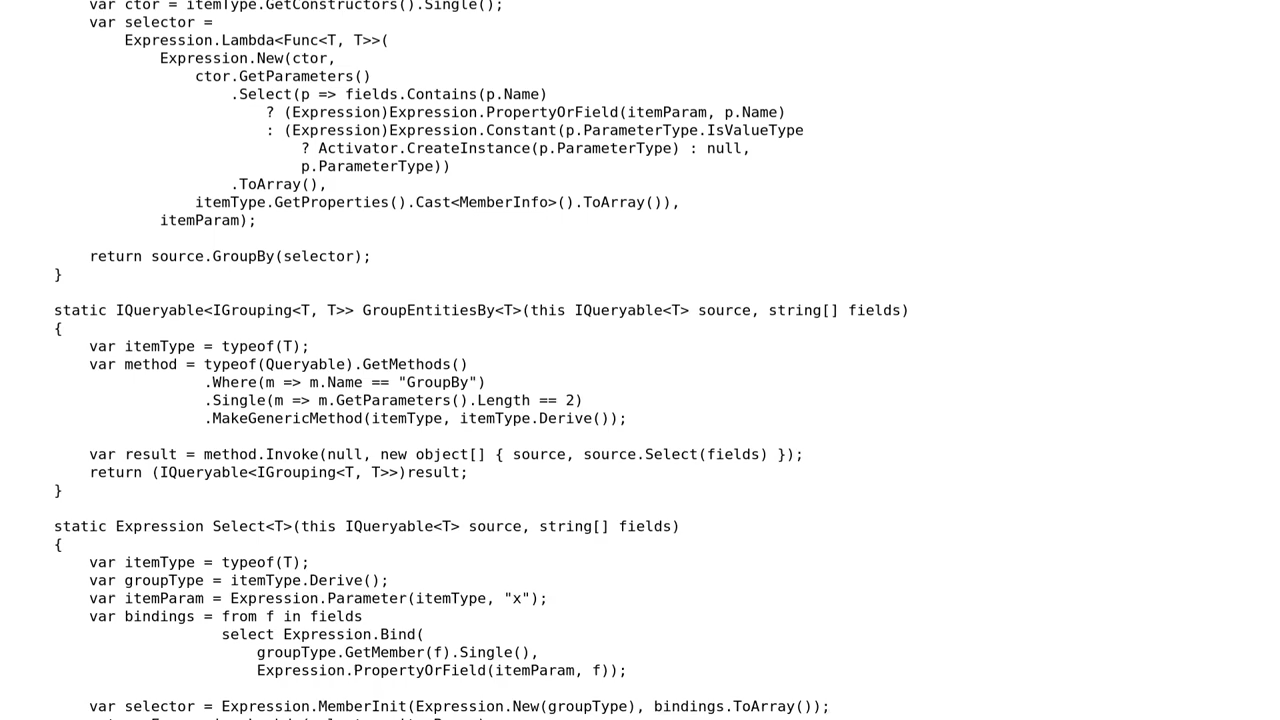 var ctor = itemType.GetConstructors().Single();
var selector =
Expression.Lambda<Func<T, T>>(
Expression.New(ctor,
ctor.GetParameters()
.Select(p => fields.Contains(p.Name)
? (Expression)Expression.PropertyOrField(itemParam, p.Name)
: (Expression)Expression.Constant(p.ParameterType.IsValueType
? Activator.CreateInstance(p.ParameterType) : null,
p.ParameterType))
.ToArray(),
itemType.GetProperties().Cast<MemberInfo>().ToArray()),
itemParam);
return source.GroupBy(selector);
}
static IQueryable<IGrouping<T, T>> GroupEntitiesBy<T>(this IQueryable<T> source, string[] fields)
{
var itemType = typeof(T);
var method = typeof(Queryable).GetMethods()
.Where(m => m.Name == "GroupBy")
.Single(m => m.GetParameters().Length == 2)
.MakeGenericMethod(itemType, itemType.Derive());
var result = method.Invoke(null, new object[] { source, source.Select(fields) });
return (IQueryable<IGrouping<T, T>>)result;
}
static Expression Select<T>(this IQueryable<T> source, string[] fields)
{
var itemType = typeof(T);
var groupType = itemType.Derive();
var itemParam = Expression.Parameter(itemType, "x");
var bindings = from f in fields
select Expression.Bind(
groupType.GetMember(f).Single(),
Expression.PropertyOrField(itemParam, f));
var selector = Expression.MemberInit(Expression.New(groupType), bindings.ToArray());